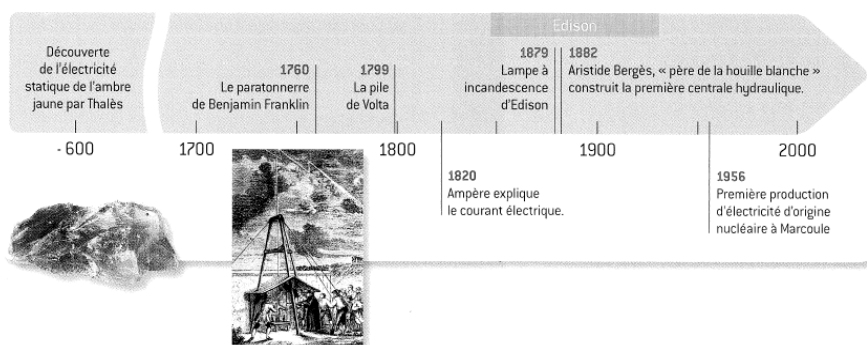 Edison
Découverte
de l'électricité
statique de l'ambre
jaune par Thalès
1760
Le paratonnerre
de Benjamin Franklin
1799
La pile
de Volta
1879
Lampe à
incandescence
d'Edison
1882
Aristide Bergès, « père de la houille blanche »
construit la première centrale hydraulique.
- 600
1700
1800
1900
2000
1820
Ampère explique
le courant électrique.
1956
Première production
d'électricité d'origine
nucléaire à Marcoule